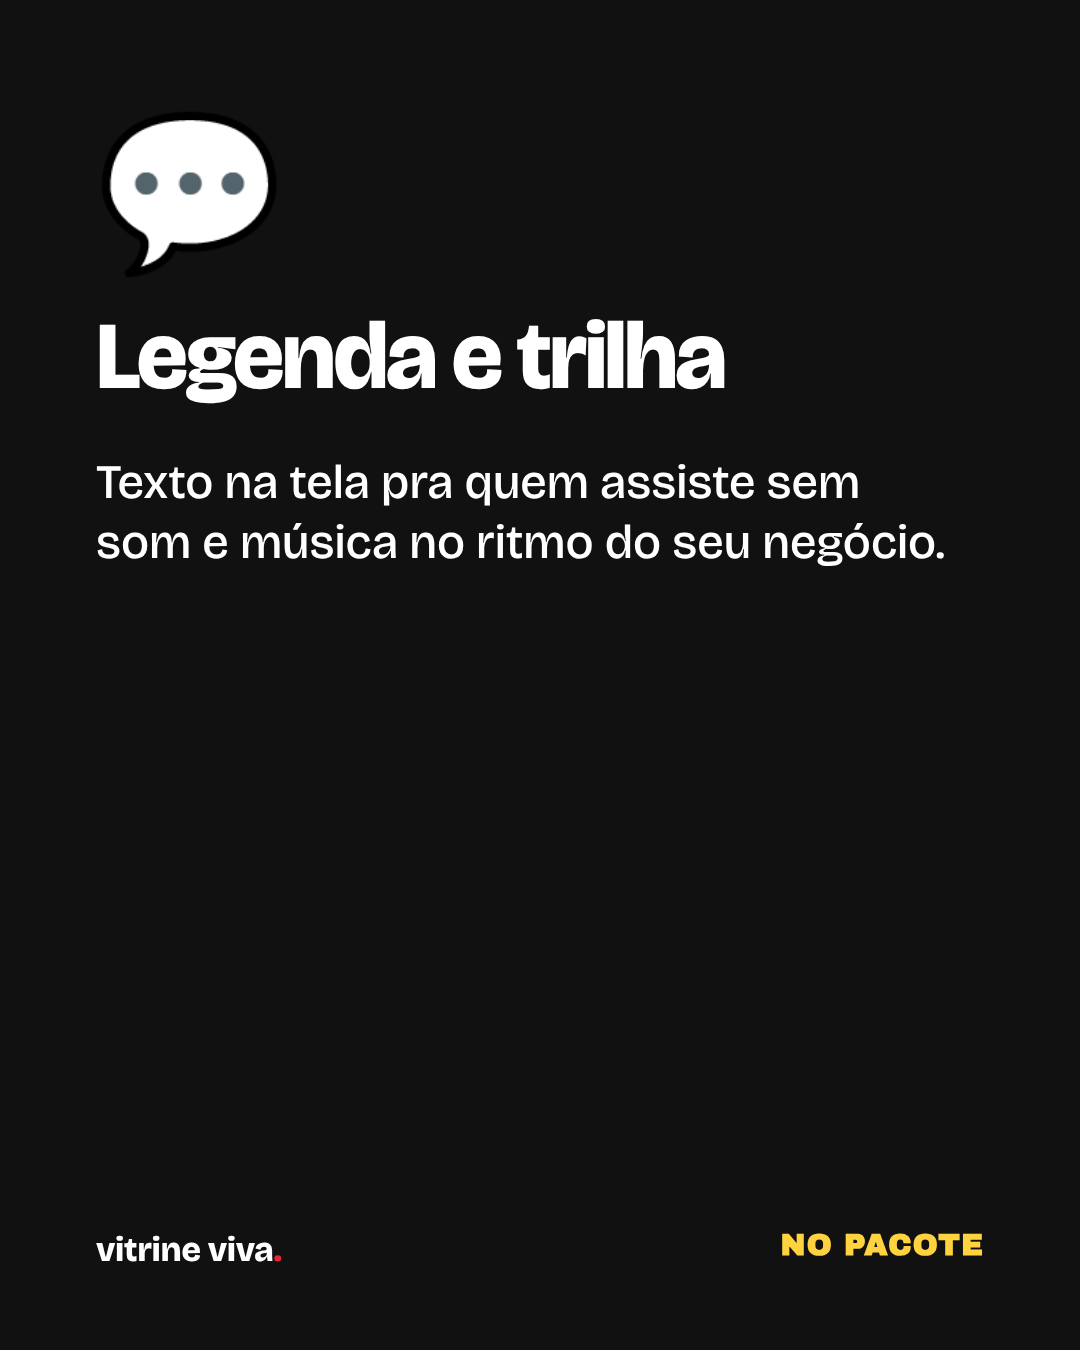 Legenda e trilha
Texto na tela pra quem assiste sem
som e música no ritmo do seu negócio.
vitrine viva.
NO PACOTE